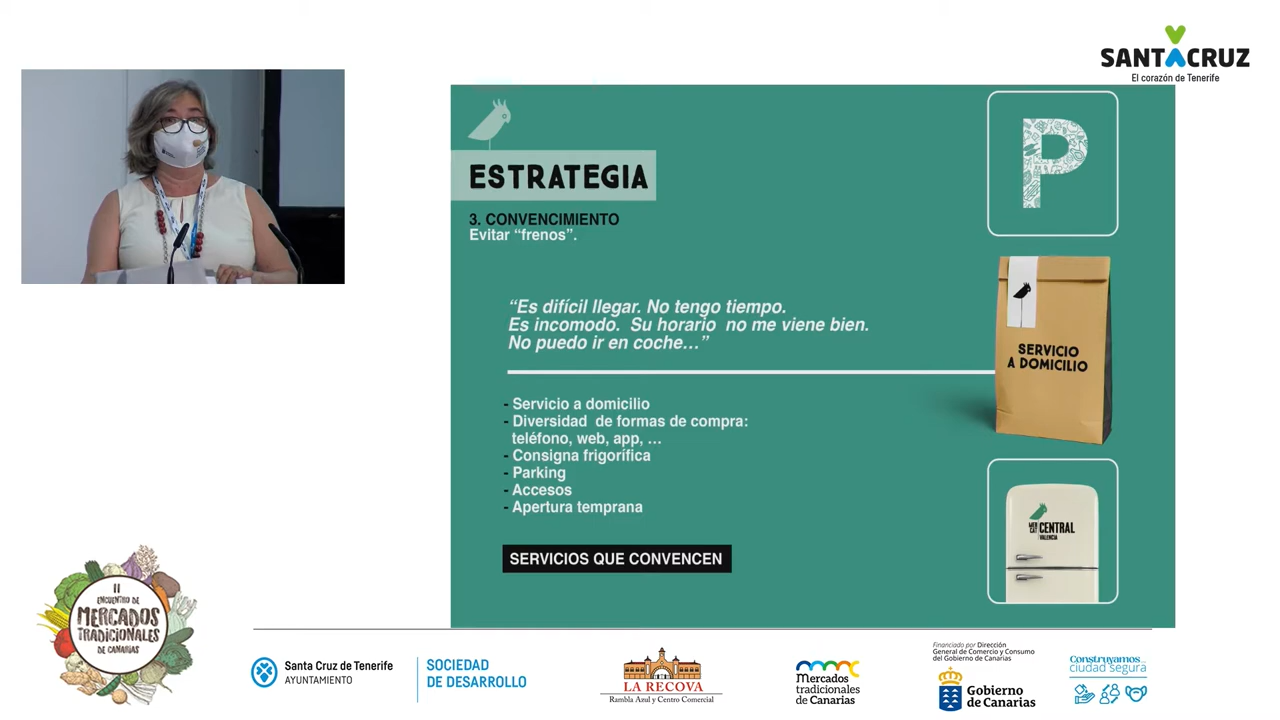 SANTACRUZ
El corazón de Tenerife
P
ESTRATEGIA
3. CONVENCIMIENTO
Evitar “frenos”.
“Es difícil llegar. No tengo tiempo.
Es incomodo. Su horario no me viene bien.
No puedo ir en coche…”
SERVICIO
A DOMICILIO
- Servicio a domicilio
- Diversidad de formas de compra:
teléfono, web, app, …
- Consigna frigorífica
- Parking
- Accesos
- Apertura temprana
MER
CAT CENTRAL
VALENCIA
SERVICIOS QUE CONVENCEN
II
ENCUENTRO DE
MERCADOS
TRADICIONALES
DE CANARIAS
Santa Cruz de Tenerife
AYUNTAMIENTO
SOCIEDAD
DE DESARROLLO
LA RECOVA
Rambla Azul y Centro Comercial
mercados
tradicionales
de Canarias
Financiado por Dirección
General de Comercio y Consumo
del Gobierno de Canarias
Gobierno
de Canarias
Construyamos...
ciudad segura